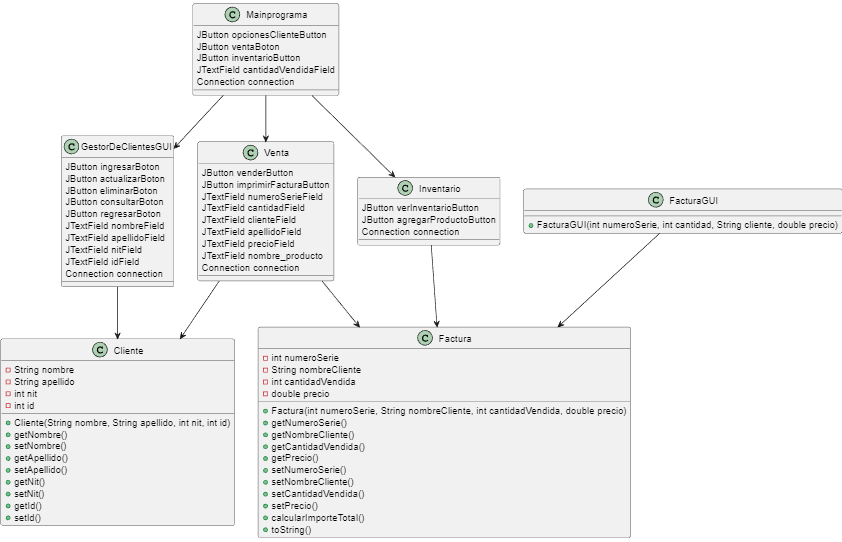 C Mainprograma
JButton opcionesClienteButton
JButton ventaBoton
JButton inventarioButton
JTextField cantidadVendidaField
Connection connection
C GestorDeClientesGUI
JButton ingresarBoton
JButton actualizarBoton
JButton eliminarBoton
JButton consultarBoton
JButton regresarBoton
JTextField nombreField
JTextField apellidoField
JTextField nitField
JTextField idField
Connection connection
C Venta
JButton venderButton
JButton imprimirFacturaButton
JTextField numeroSerieField
JTextField cantidadField
JTextField clienteField
JTextField apellidoField
JTextField precioField
JTextField nombre_producto
Connection connection
C Inventario
JButton verInventarioButton
JButton agregarProductoButton
Connection connection
C FacturaGUI
FacturaGUI(int numeroSerie, int cantidad, String cliente, double precio)
C Cliente
String nombre
String apellido
int nit
int id
Cliente(String nombre, String apellido, int nit, int id)
getNombre()
setNombre()
getApellido()
setApellido()
getNit()
setNit()
getId()
setId()
C Factura
int numeroSerie
String nombreCliente
int cantidadVendida
double precio
Factura(int numeroSerie, String nombreCliente, int cantidadVendida, double precio)
getNumeroSerie()
getNombreCliente()
getCantidadVendida()
getPrecio()
setNumeroSerie()
setNombreCliente()
setCantidadVendida()
setPrecio()
calcularImporteTotal()
toString()